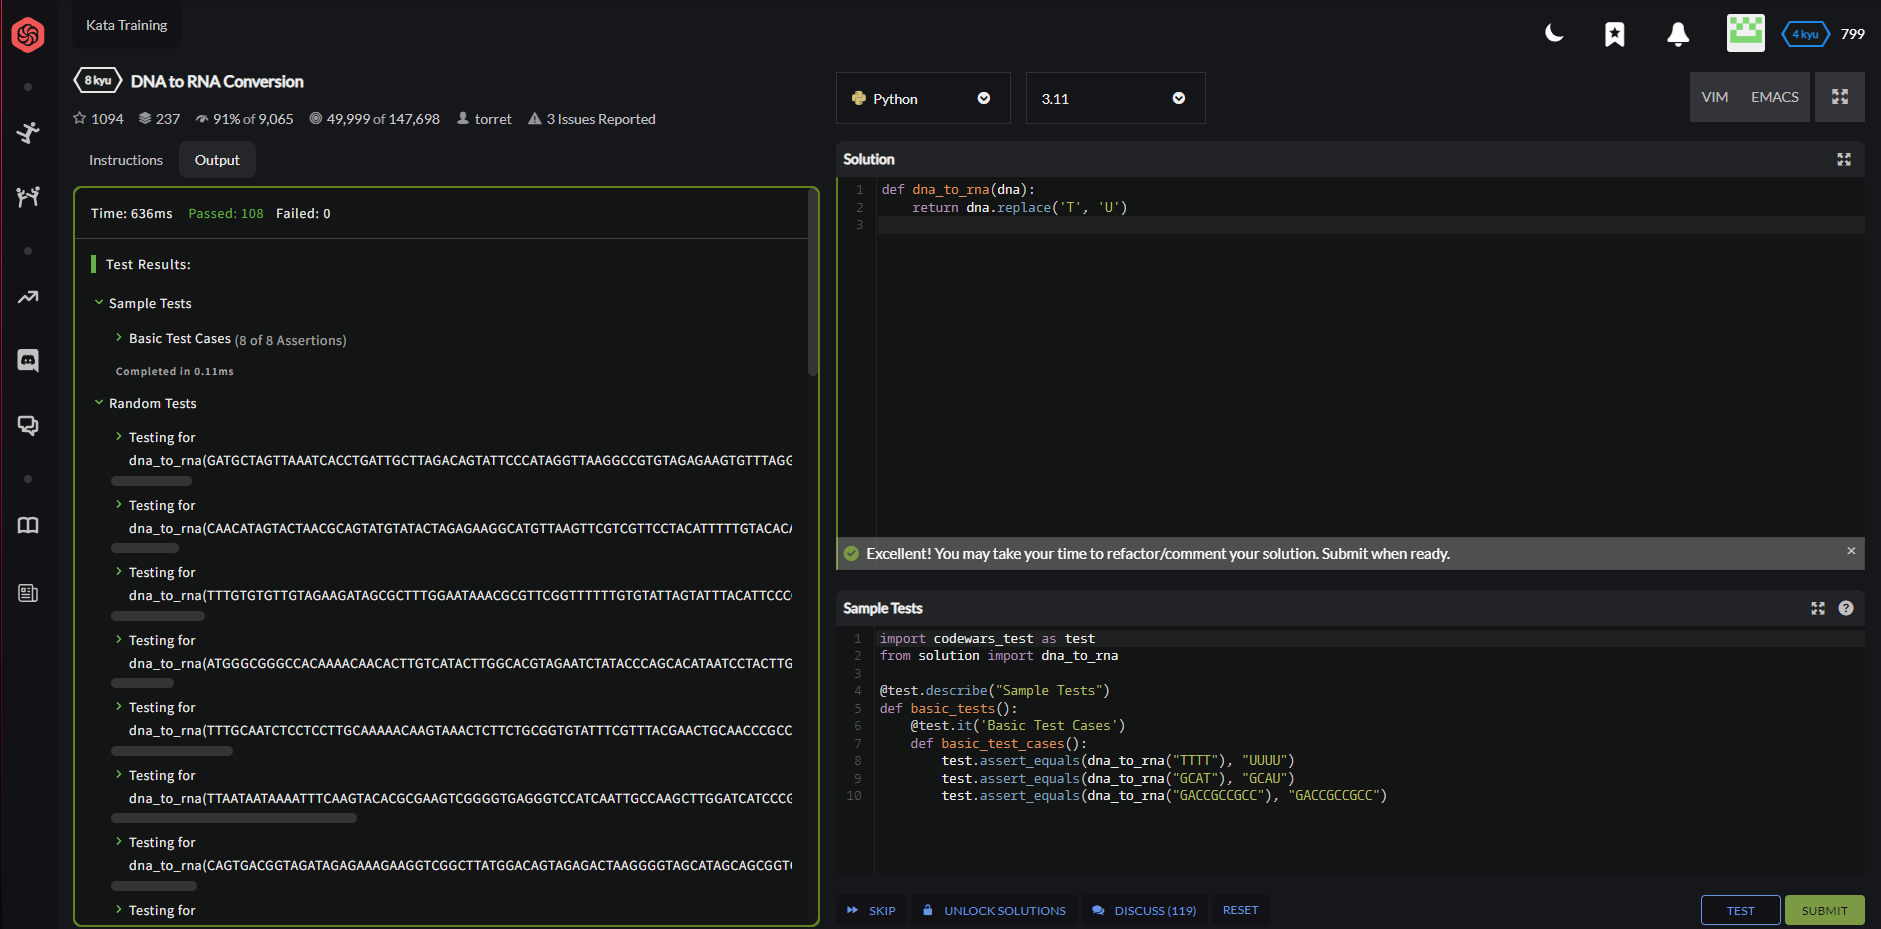 Kata Training
4 kyu 799
8 kyu DNA to RNA Conversion
1094 237 91% of 9,065 49,999 of 147,698 torret 3 Issues Reported
Instructions Output
Time: 636ms Passed: 108 Failed: 0
Test Results:
Sample Tests
Basic Test Cases (8 of 8 Assertions)
Completed in 0.11ms
Random Tests
Testing for
dna_to_rna(GATGCTAGTTAAATCACCTGATTGCTTAGACAGTATTCCCATAGGTTAAGGCCGTGTAGAGAAGTGTTTAGG
Testing for
dna_to_rna(CAACATAGTACTAACGCAGTATGTATACTAGAGAAGGCATGTTAAGTTCGTCGTTCCTACATTTTTGTACACA
Testing for
dna_to_rna(TTTGTGTGTTGTAGAAGATAGCGCTTTGGAATAAACGCGTTCGGTTTTTTGTGTATTAGTATTTACATTCCC
Testing for
dna_to_rna(ATGGGCGGGCCACAAAACAACACTTGTCATACTTGGCACGTAGAATCTATACCCAGCACATAATCCTACTTG
Testing for
dna_to_rna(TTTGCAATCTCCTCCTTGCAAAAACAAGTAAACTCTTCTGCGGTGTATTTCGTTTACGAACTGCAACCCGCC
Testing for
dna_to_rna(TTAATAATAAAATTTCAAGTACACGCGAAGTCGGGGTGAGGGTCCATCAATTGCCAAGCTTGGATCATCCCG
Testing for
dna_to_rna(CAGTGACGGTAGATAGAGAAAGAAGGTCGGCTTATGGACAGTAGAGACTAAGGGGTAGCATAGCAGCGGT
Testing for
Python 3.11
VIM EMACS
Solution
1 def dna_to_rna(dna):
2 return dna.replace('T', 'U')
3
Excellent! You may take your time to refactor/comment your solution. Submit when ready. ×
Sample Tests ?
1 import codewars_test as test
2 from solution import dna_to_rna
3
4 @test.describe("Sample Tests")
5 def basic_tests():
6 @test.it('Basic Test Cases')
7 def basic_test_cases():
8 test.assert_equals(dna_to_rna("TTTT"), "UUUU")
9 test.assert_equals(dna_to_rna("GCAT"), "GCAU")
10 test.assert_equals(dna_to_rna("GACCGCCGCC"), "GACCGCCGCC")
SKIP UNLOCK SOLUTIONS DISCUSS (119) RESET TEST SUBMIT